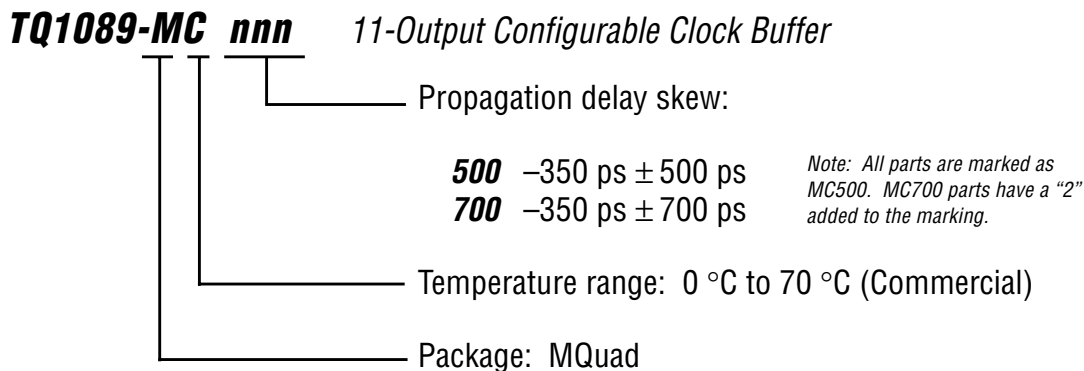 TQ1089-MC nnn 11-Output Configurable Clock Buffer
Propagation delay skew:
500 –350 ps ± 500 ps
700 –350 ps ± 700 ps
Note: All parts are marked as
MC500. MC700 parts have a “2”
added to the marking.
Temperature range: 0 °C to 70 °C (Commercial)
Package: MQuad